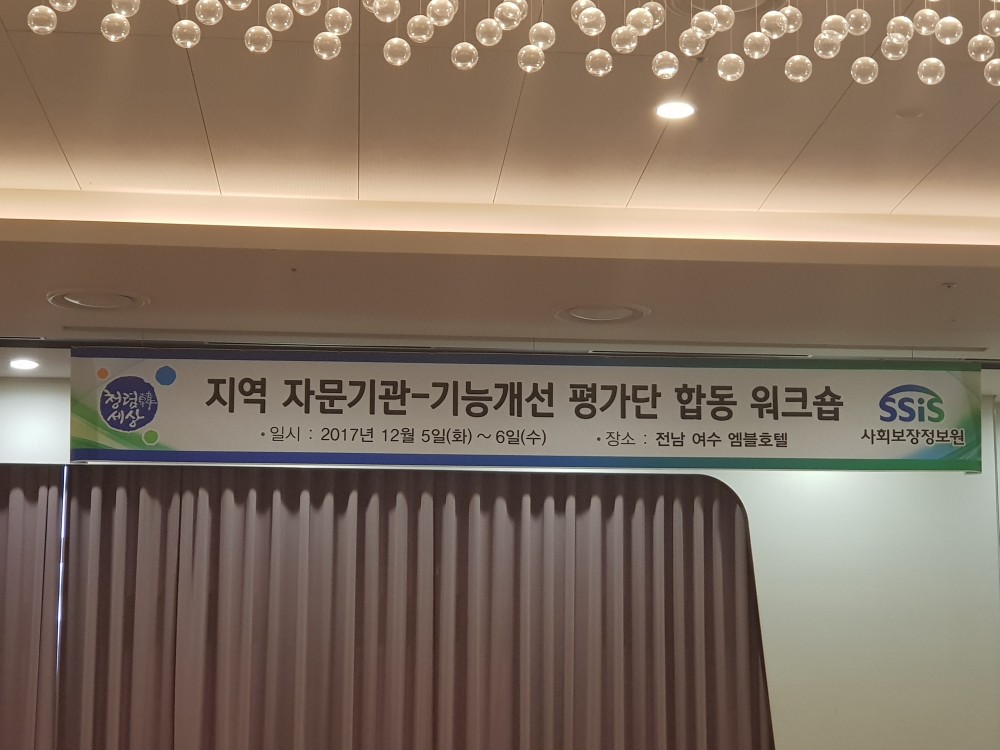 청렴韓
세상
지역 자문기관-기능개선 평가단 합동 워크숍
•일시 : 2017년 12월 5일(화) ~ 6일(수) •장소 : 전남 여수 엠블호텔
SSiS
사회보장정보원